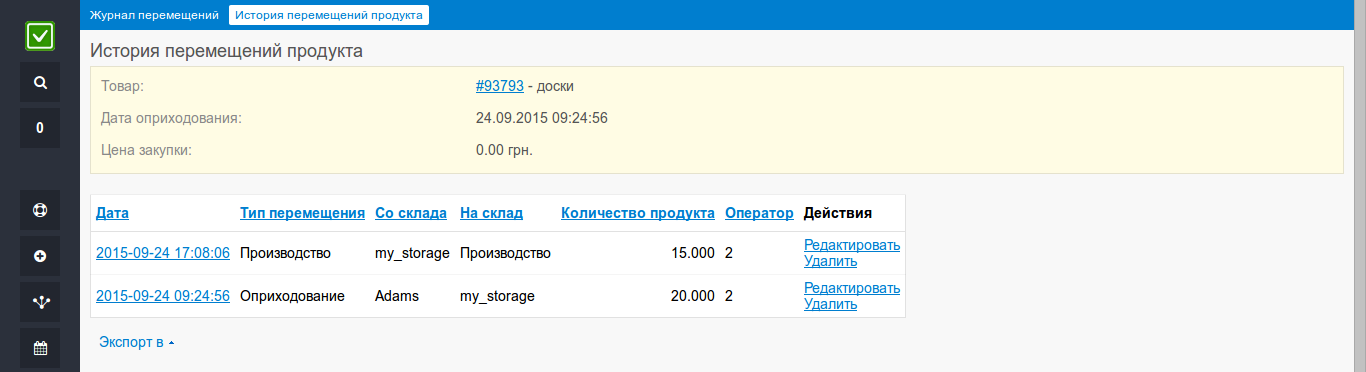 Журнал перемещений История перемещений продукта
История перемещений продукта
Товар: #93793 - доски
Дата оприходования: 24.09.2015 09:24:56
Цена закупки: 0.00 грн.
0
Дата Тип перемещения Со склада На склад Количество продукта Оператор Действия
2015-09-24 17:08:06 Производство my_storage Производство 15.000 2 Редактировать
Удалить
2015-09-24 09:24:56 Оприходование Adams my_storage 20.000 2 Редактировать
Удалить
Экспорт в